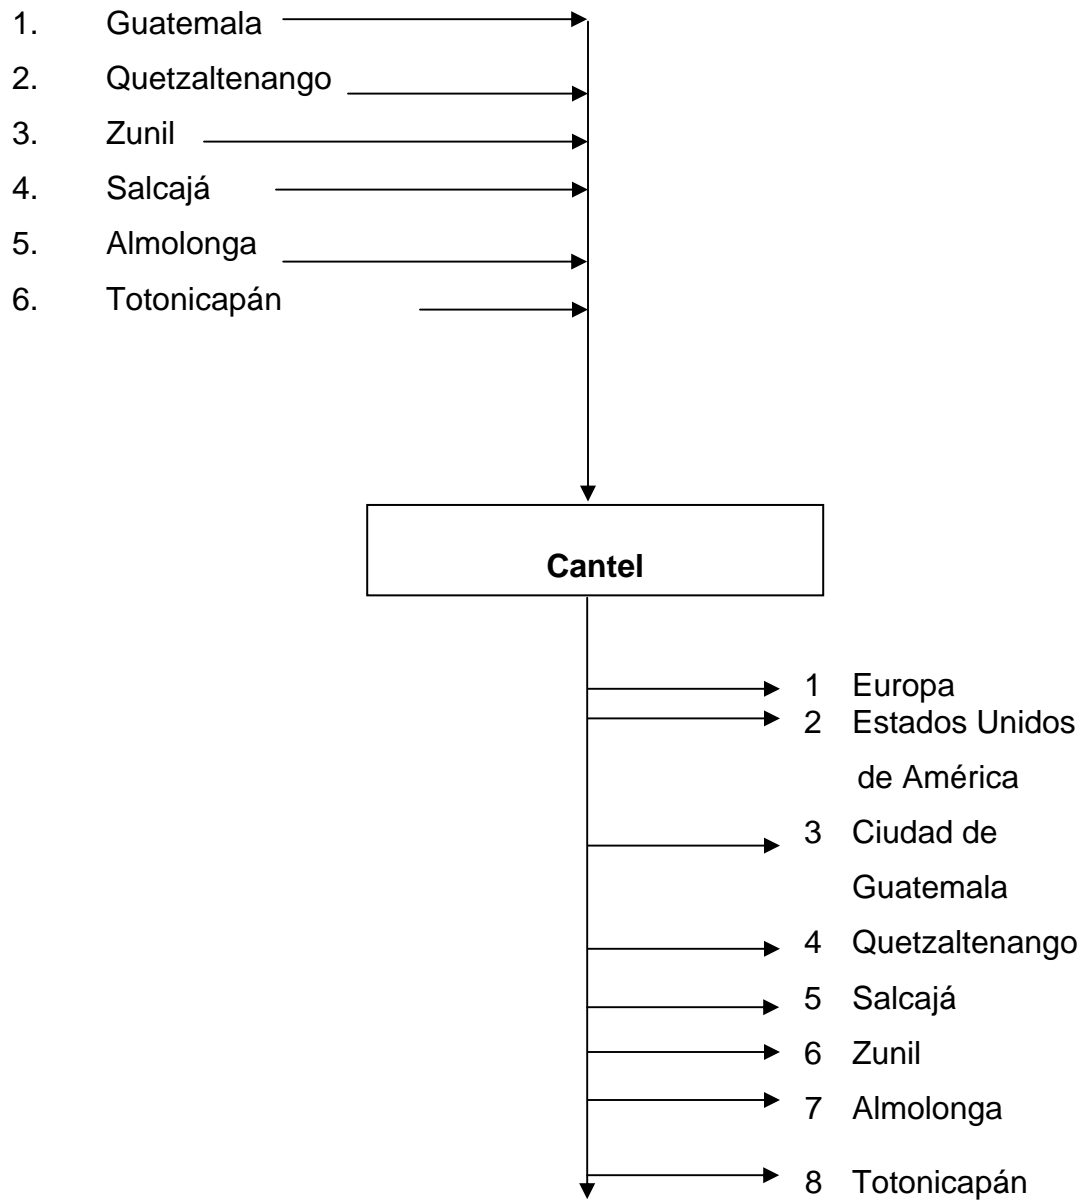 1. Guatemala
2. Quetzaltenango
3. Zunil
4. Salcajá
5. Almolonga
6. Totonicapán
Cantel
1 Europa
2 Estados Unidos
de América
3 Ciudad de
Guatemala
4 Quetzaltenango
5 Salcajá
6 Zunil
7 Almolonga
8 Totonicapán